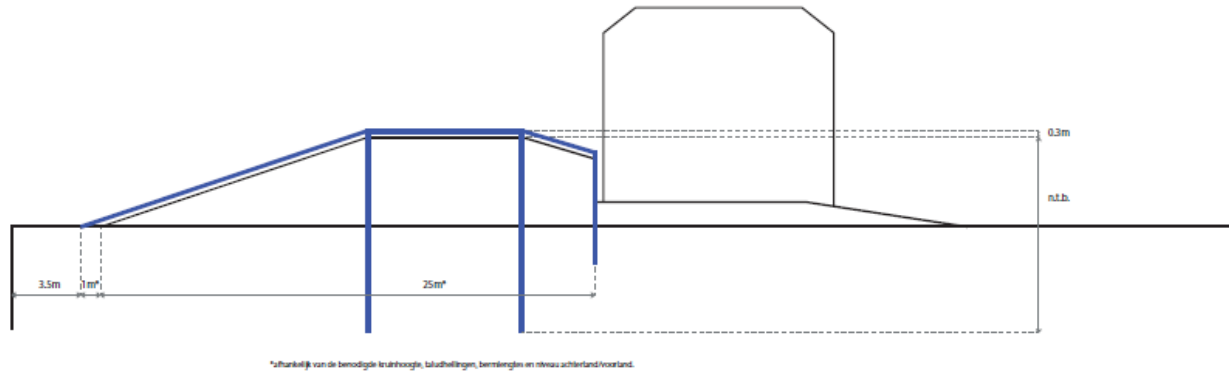 0.3m
n.t.b.
3.5m
1m*
25m*
*afhankelijk van de benodigde kruinhoogte, taludhellingen, bermlengtes en niveau achterland/voorland.